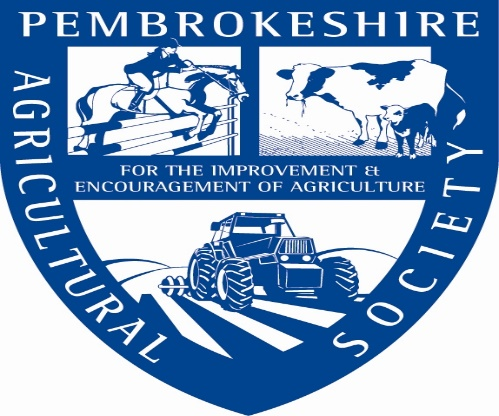 PEMBROKESHIRE
AGRICULTURAL
SOCIETY
FOR THE IMPROVEMENT &
ENCOURAGEMENT OF AGRICULTURE